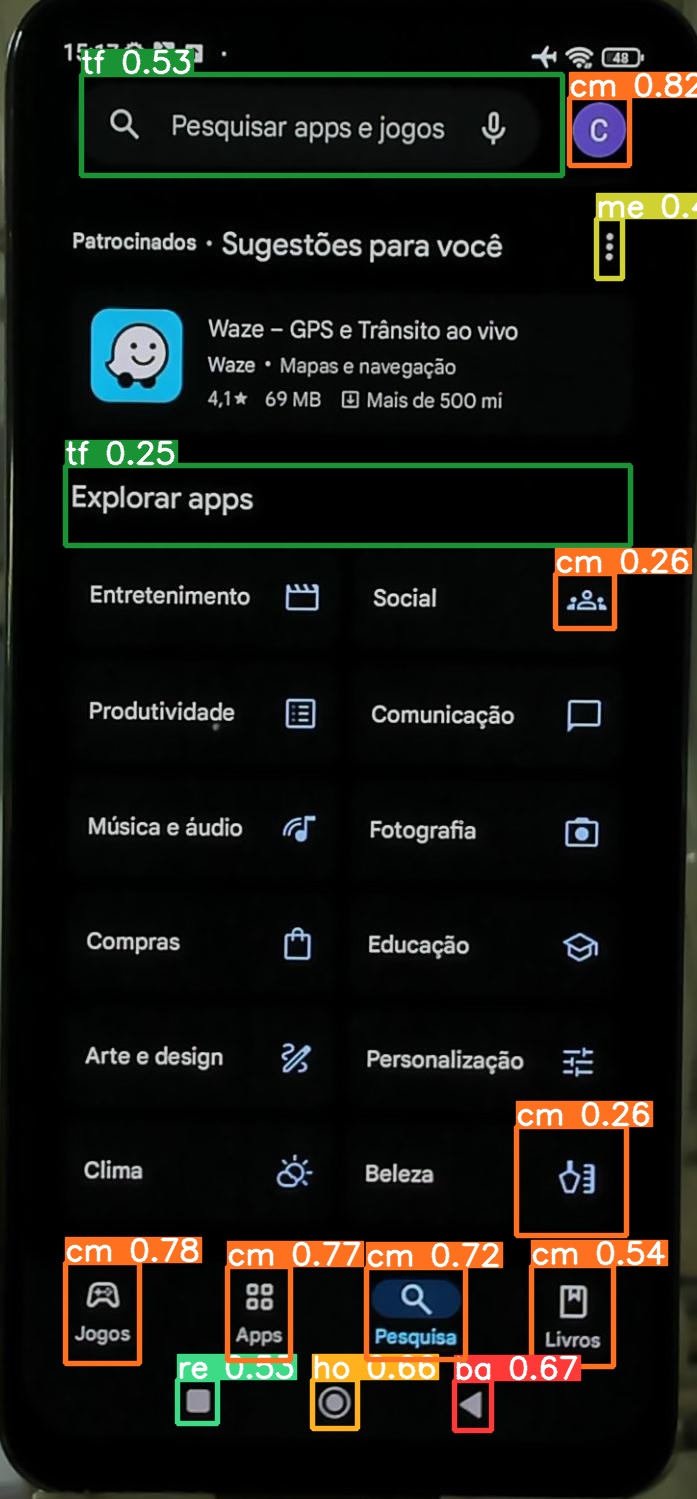 15:17
48
tf 0.53
cm 0.82
Pesquisar apps e jogos
C
me 0.4
Patrocinados • Sugestões para você
Waze – GPS e Trânsito ao vivo
Waze • Mapas e navegação
4,1★ 69 MB Mais de 500 mi
tf 0.25
Explorar apps
cm 0.26
Entretenimento
Social
Produtividade
Comunicação
Música e áudio
Fotografia
Compras
Educação
Arte e design
Personalização
cm 0.26
Clima
Beleza
cm 0.78
cm 0.77
cm 0.72
cm 0.54
Jogos
Apps
Pesquisa
Livros
re 0.53
ho 0.66
ba 0.67